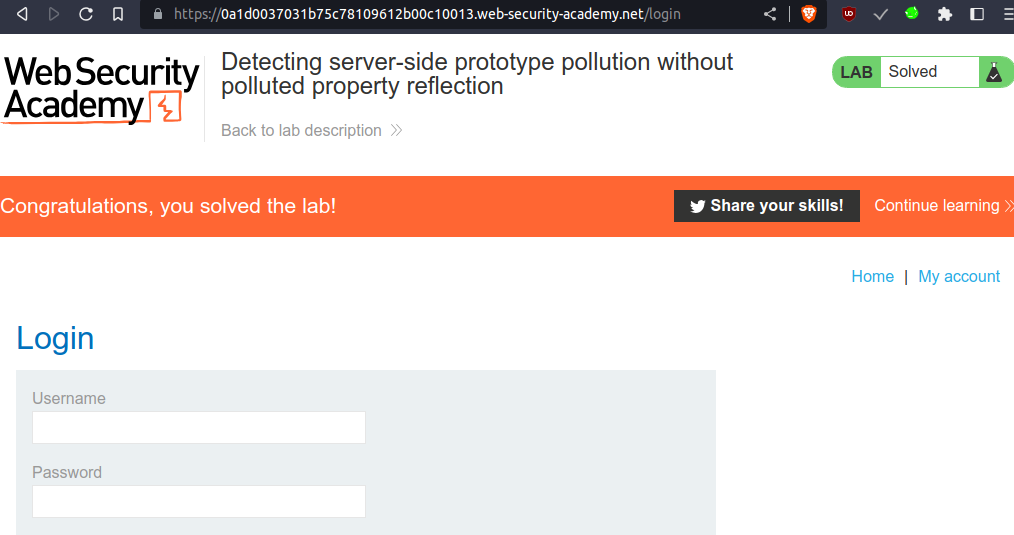 https://0a1d0037031b75c78109612b00c10013.web-security-academy.net/login
WebSecurity
Academy
Detecting server-side prototype pollution without
polluted property reflection
Back to lab description
LAB Solved
Congratulations, you solved the lab!
Share your skills!
Continue learning
Home | My account
Login
Username
Password